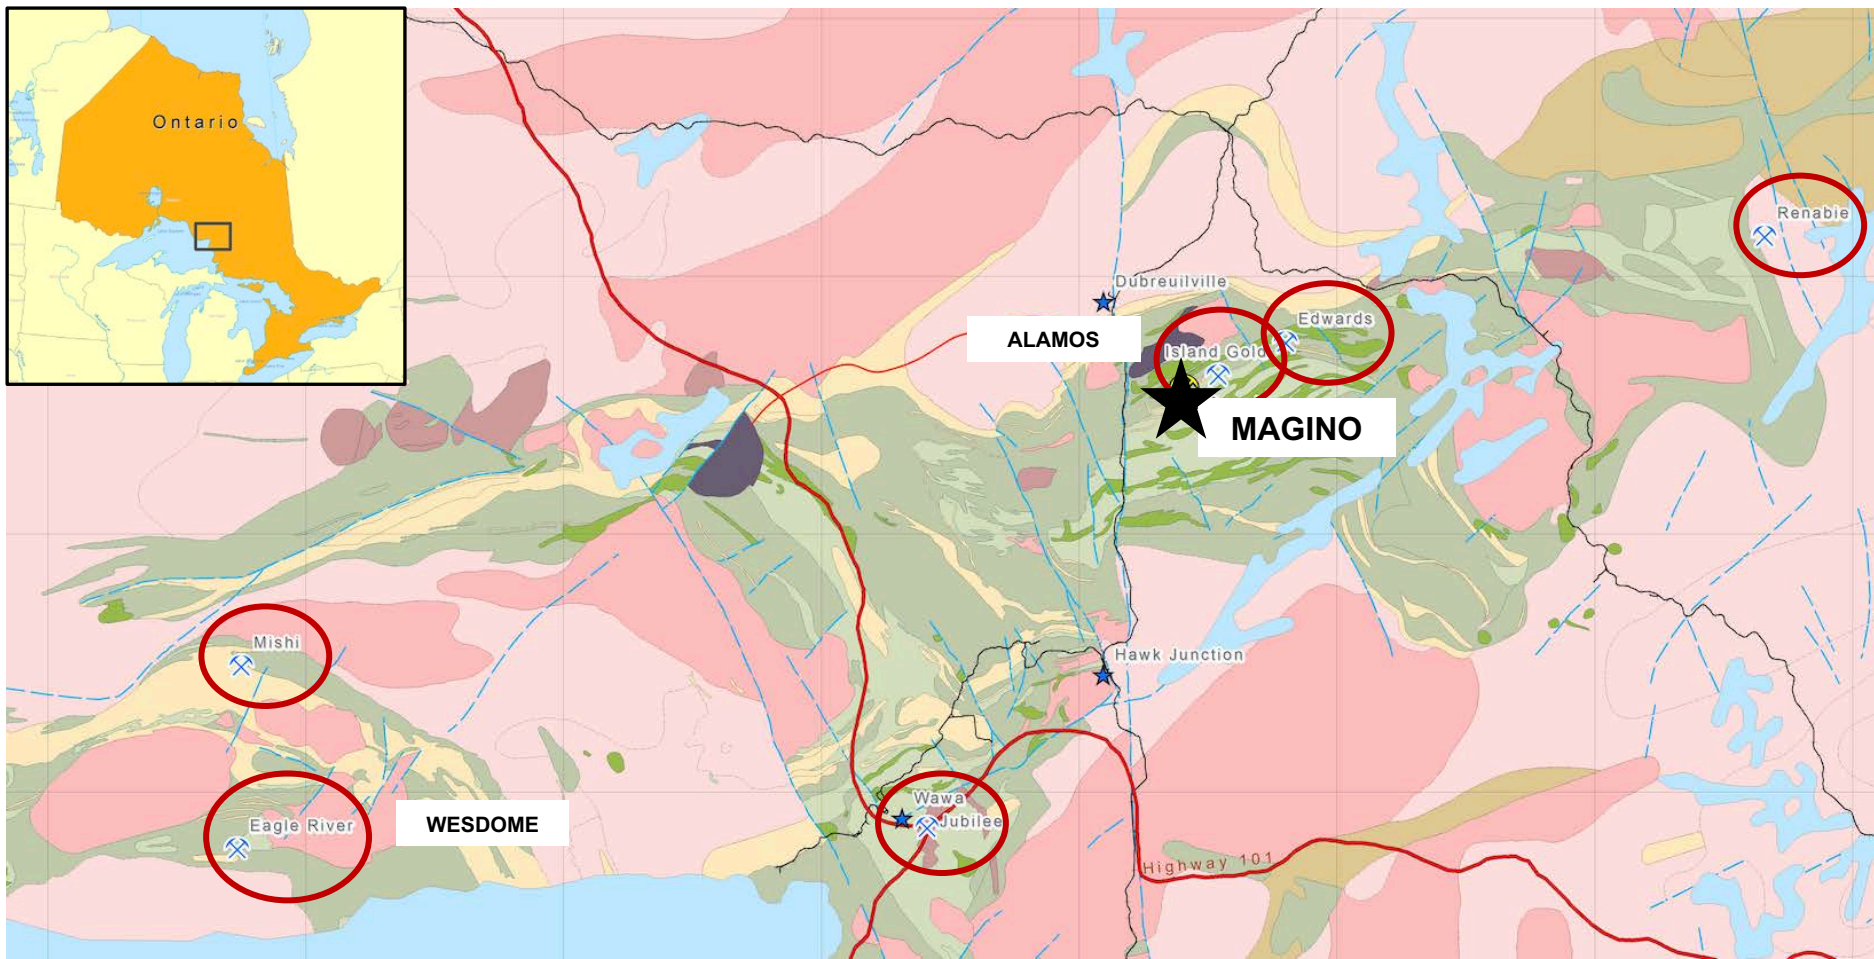 Ontario
Renabie
Dubreuilville
Edwards
ALAMOS
Island Gold
MAGINO
Mishi
Hawk Junction
Wawa
Jubilee
Eagle River
WESDOME
Highway 101